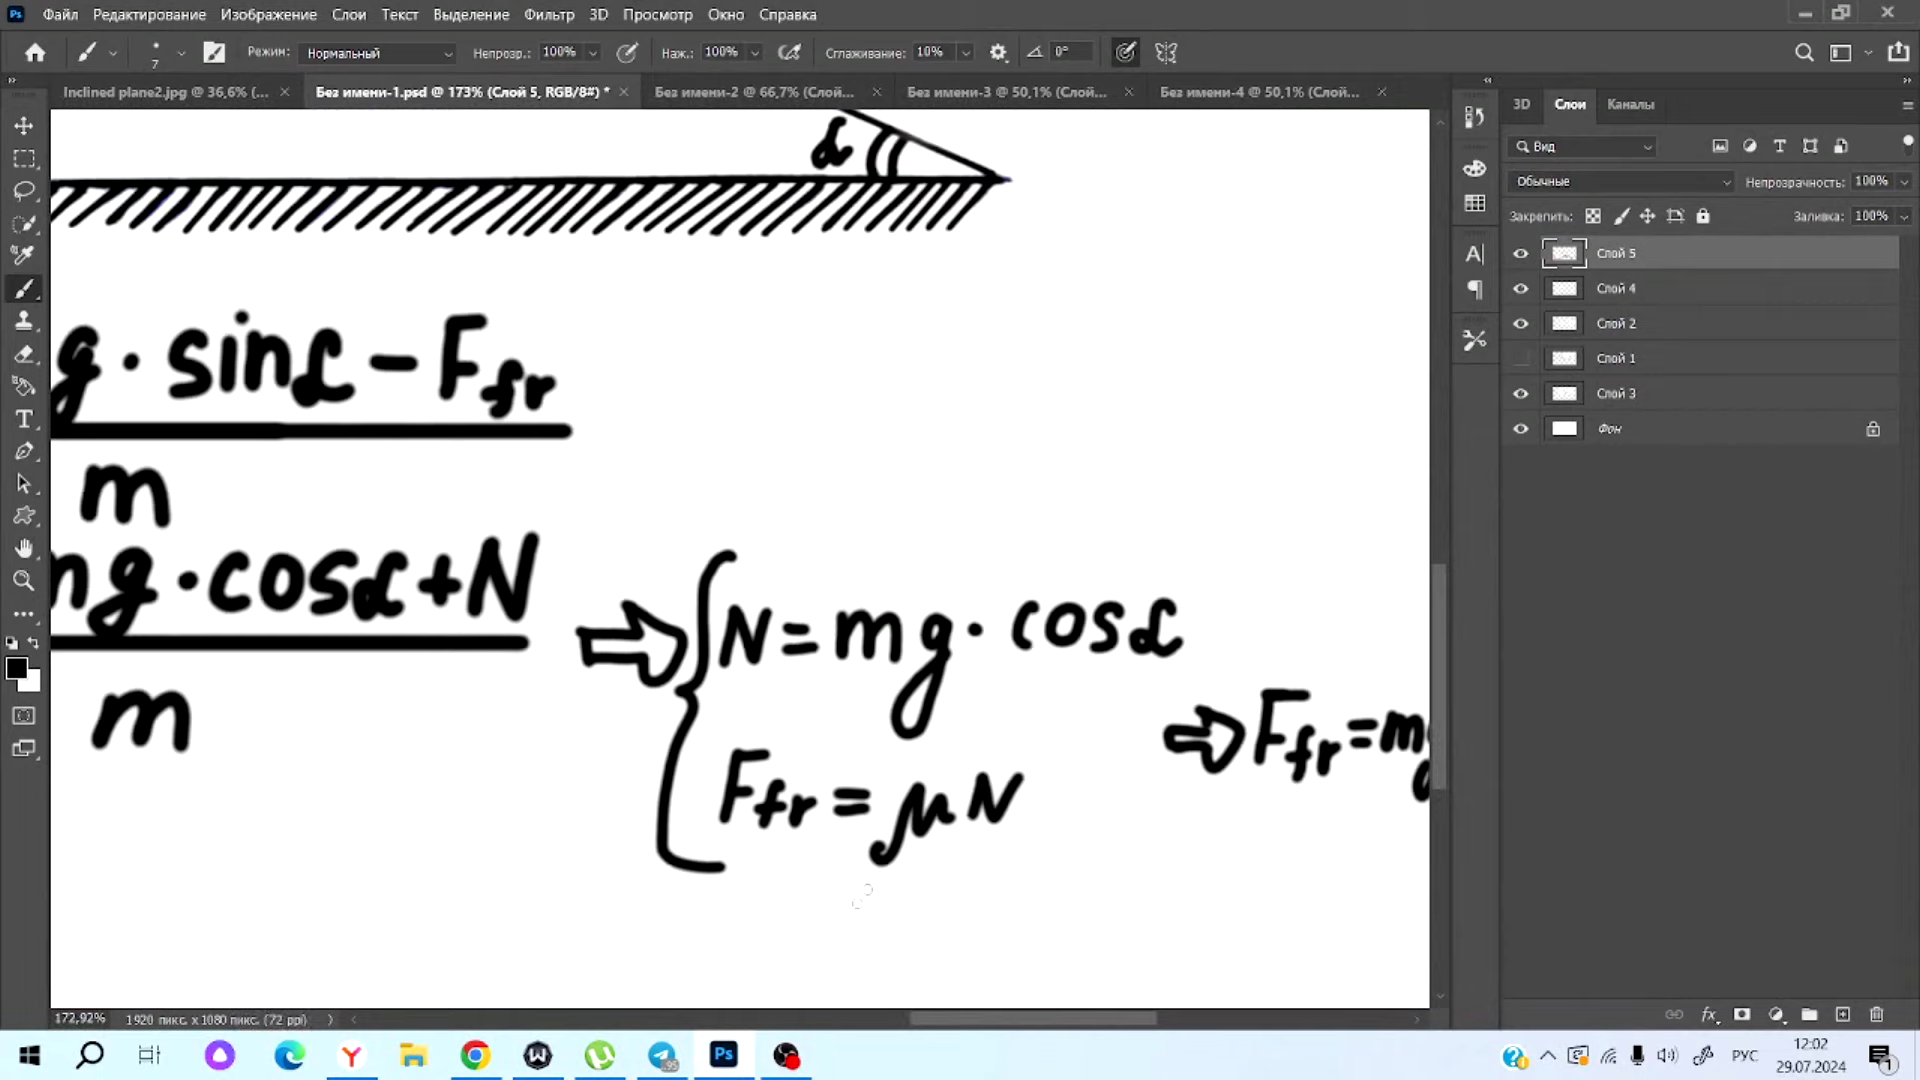 Файл Редактирование Изображение Слои Текст Выделение Фильтр 3D Просмотр Окно Справка
7 Режим: Нормальный Непрозр.: 100% Наж.: 100% Сглаживание: 10% 0°
Inclined plane2.jpg @ 36,6% (... Без имени-1.psd @ 173% (Слой 5, RGB/8#) * Без имени-2 @ 66,7% (Слой... Без имени-3 @ 50,1% (Слой... Без имени-4 @ 50,1% (Слой...
3D Слои Каналы
Вид
Обычные Непрозрачность: 100%
Закрепить: Заливка: 100%
Слой 5
Слой 4
Слой 2
Слой 1
Слой 3
Фон
α
g · sinα − Ffr
m
mg · cosα + N
m
N = mg · cosα
Ffr = μN
Ffr = mg
172,92% 1920 пикс. x 1080 пикс. (72 ppi)
РУС
12:02
29.07.2024